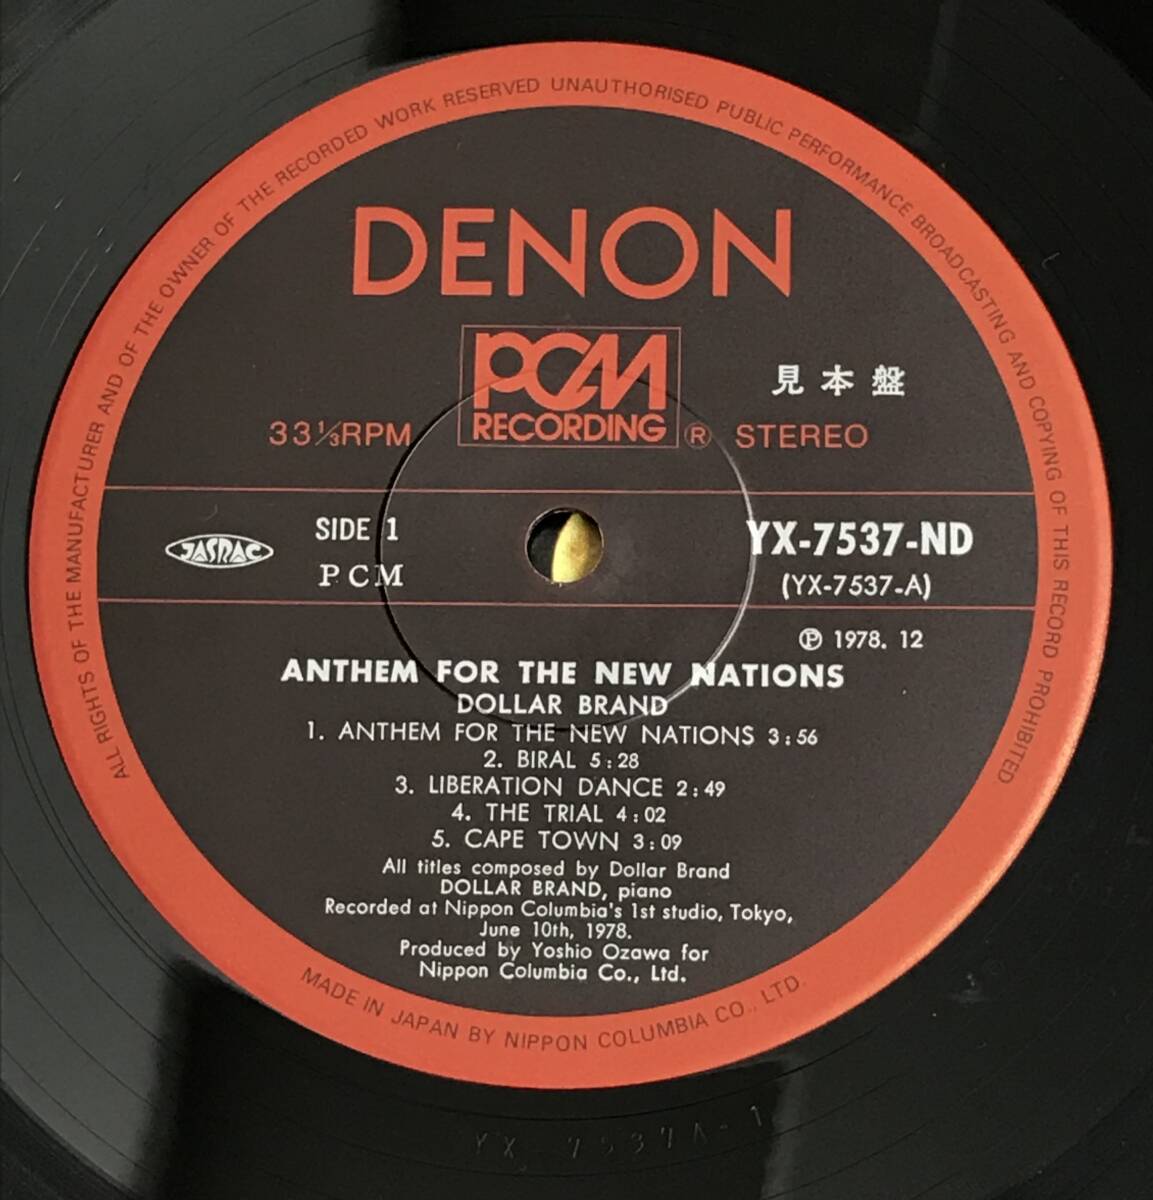 ALL RIGHTS OF THE MANUFACTURER AND OF THE OWNER OF THE RECORDED WORK RESERVED UNAUTHORISED PUBLIC PERFORMANCE BROADCASTING AND COPYING OF THIS RECORD PROHIBITED
DENON
PCM
RECORDING ®
見本盤
33⅓RPM
STEREO
JASRAC
SIDE 1
PCM
YX-7537-ND
(YX-7537-A)
℗ 1978. 12
ANTHEM FOR THE NEW NATIONS
DOLLAR BRAND
1. ANTHEM FOR THE NEW NATIONS 3:56
2. BIRAL 5:28
3. LIBERATION DANCE 2:49
4. THE TRIAL 4:02
5. CAPE TOWN 3:09
All titles composed by Dollar Brand
DOLLAR BRAND, piano
Recorded at Nippon Columbia's 1st studio, Tokyo,
June 10th, 1978.
Produced by Yoshio Ozawa for
Nippon Columbia Co., Ltd.
MADE IN JAPAN BY NIPPON COLUMBIA CO., LTD.
YX 7537A-1